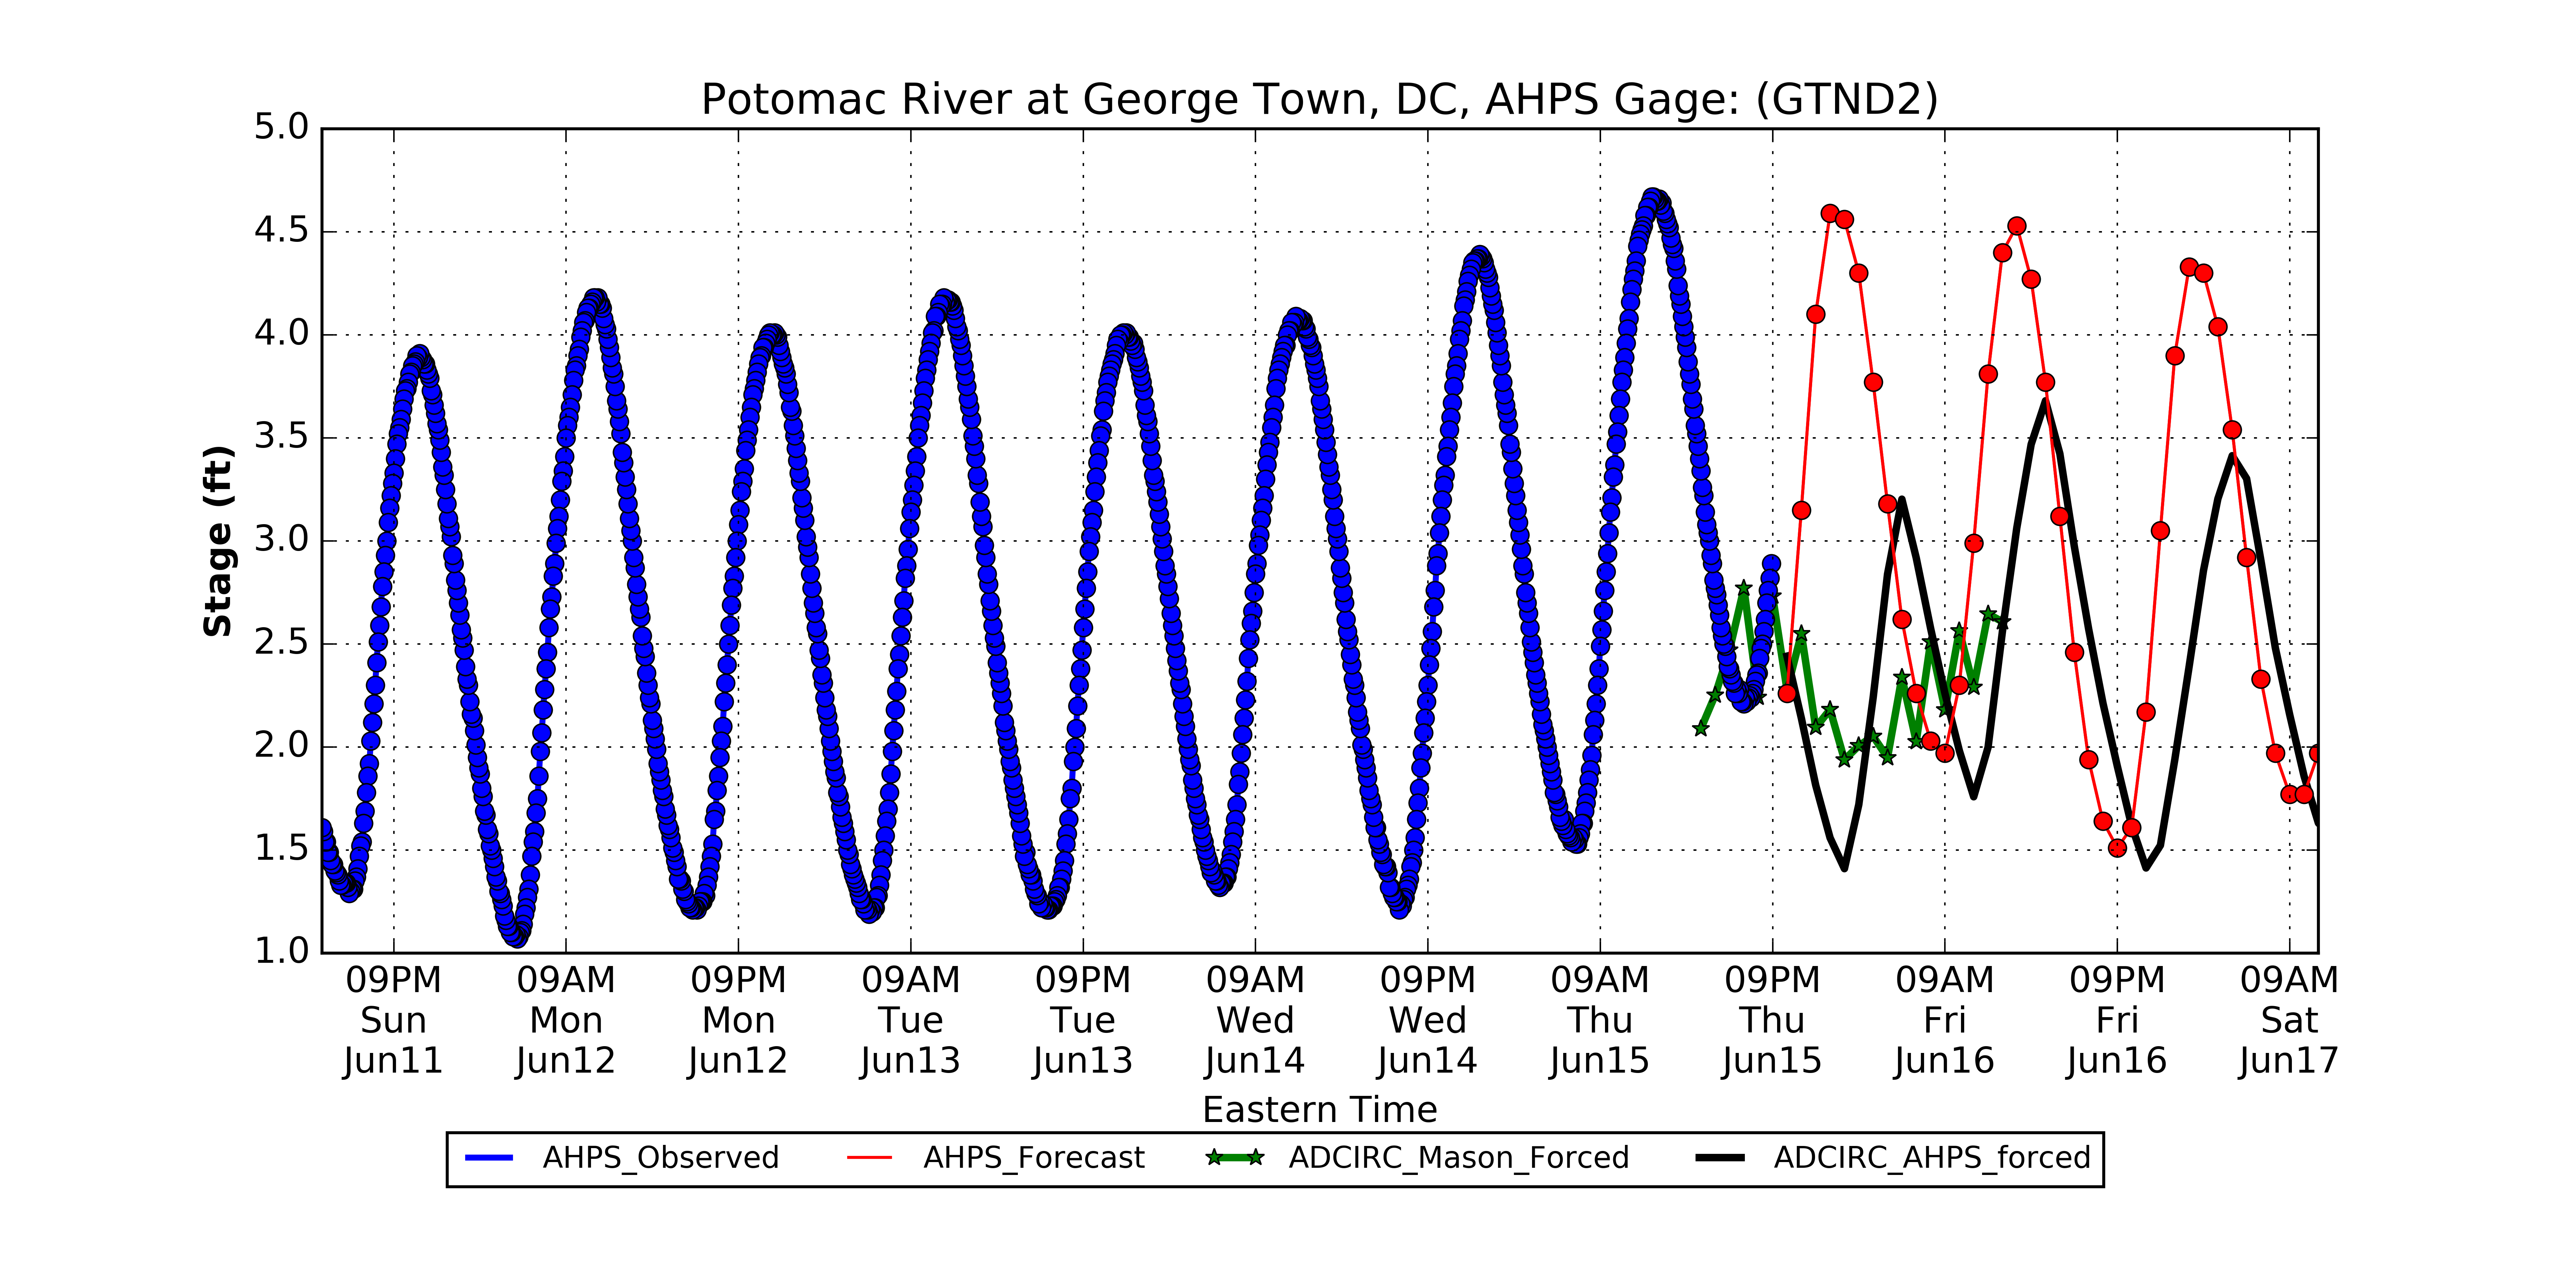 Potomac River at George Town, DC, AHPS Gage: (GTND2)
5.0
4.5
4.0
3.5
3.0
2.5
2.0
1.5
1.0
Stage (ft)
09PM 09AM 09PM 09AM 09PM 09AM 09PM 09AM 09PM 09AM 09PM 09AM
Sun Mon Mon Tue Tue Wed Wed Thu Thu Fri Fri Sat
Jun11 Jun12 Jun12 Jun13 Jun13 Jun14 Jun14 Jun15 Jun15 Jun16 Jun16 Jun17
Eastern Time
AHPS_Observed AHPS_Forecast ADCIRC_Mason_Forced ADCIRC_AHPS_forced